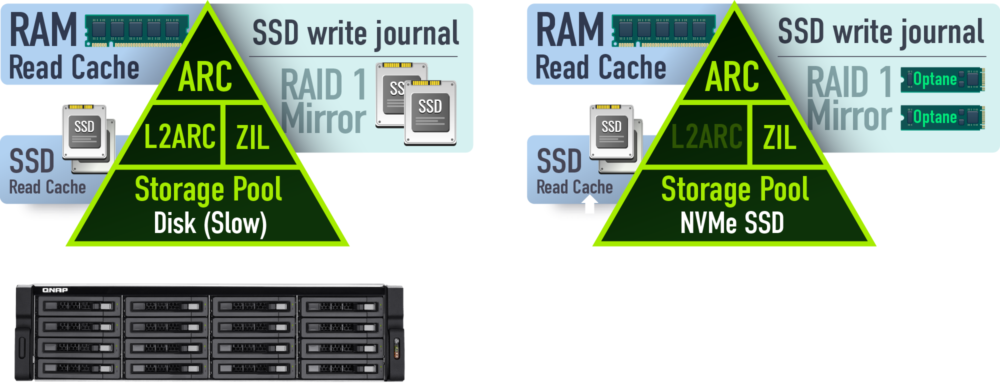 RAM
Read Cache
SSD write journal
RAID 1
Mirror
SS
SSD
ARC
L2ARC
ZIL
SSD
SSD
Read Cache
Storage Pool
Disk (Slow)
RAM
Read Cache
SSD write journal
RAID 1
Mirror
Optane
Optane
ARC
L2ARC
ZIL
SSD
SSD
Read Cache
Storage Pool
NVMe SSD
QNAP